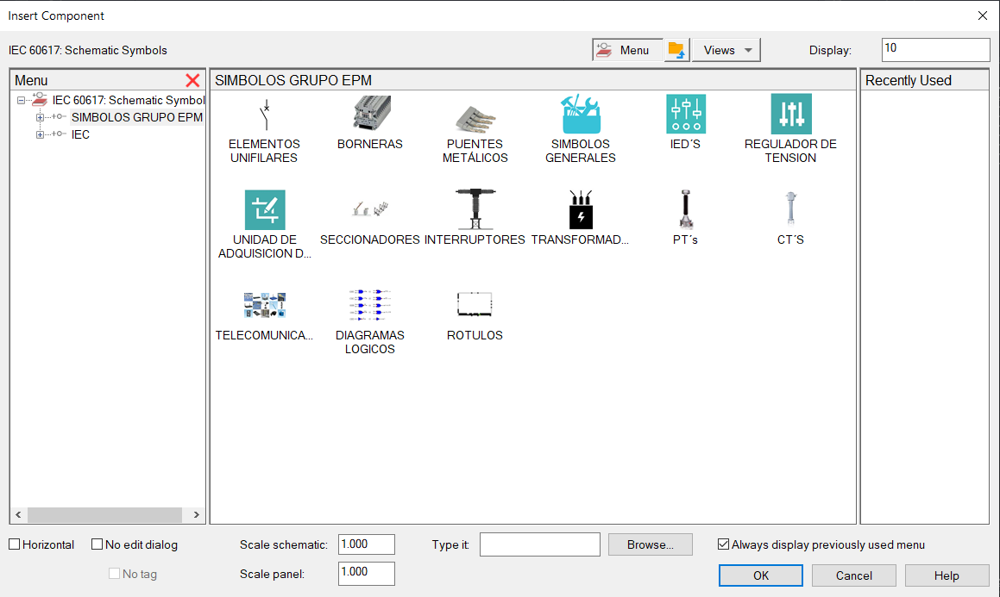 Insert Component
IEC 60617: Schematic Symbols
Menu
Views
Display:
10
Menu
IEC 60617: Schematic Symbol
SIMBOLOS GRUPO EPM
IEC
SIMBOLOS GRUPO EPM
ELEMENTOS
UNIFILARES
BORNERAS
PUENTES
METÁLICOS
SIMBOLOS
GENERALES
IED´S
REGULADOR DE
TENSION
UNIDAD DE
ADQUISICION D...
SECCIONADORES
INTERRUPTORES
TRANSFORMAD...
PT´s
CT´S
TELECOMUNICA...
DIAGRAMAS
LOGICOS
ROTULOS
Recently Used
Horizontal
No edit dialog
Scale schematic:
1.000
Type it:
Browse...
Always display previously used menu
No tag
Scale panel:
1.000
OK
Cancel
Help